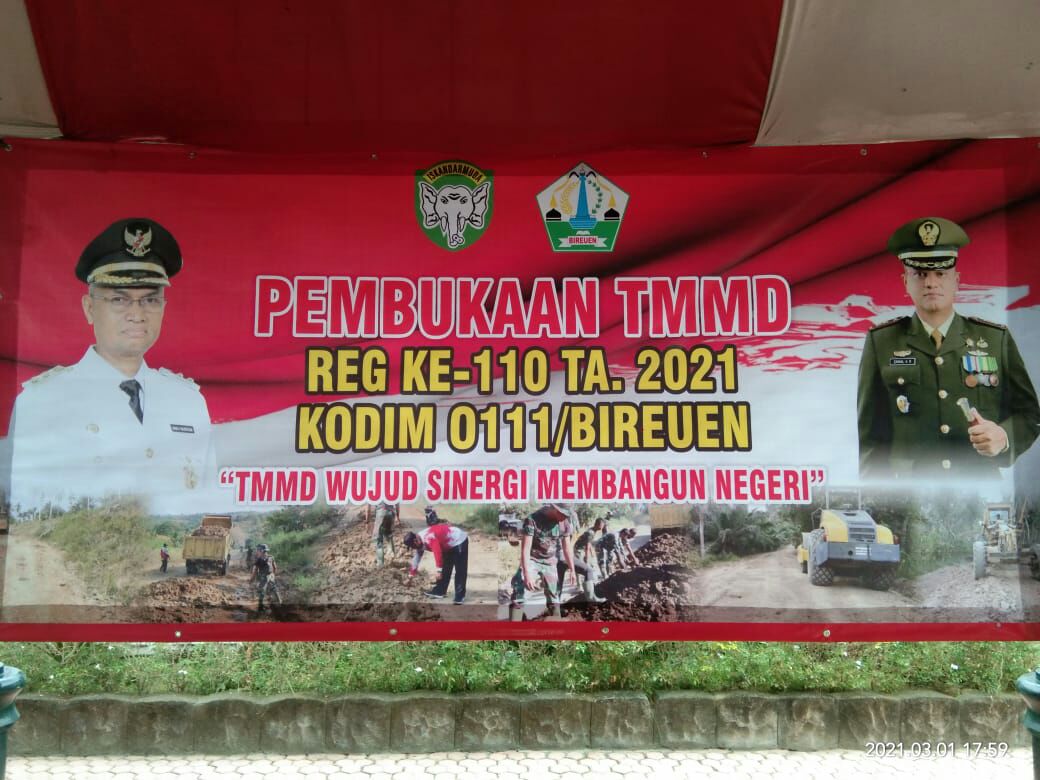 ISKANDARMUDA
BIREUEN
PEMBUKAAN TMMD
REG KE-110 TA. 2021
KODIM 0111/BIREUEN
“TMMD WUJUD SINERGI MEMBANGUN NEGERI”
2021.03.01 17:59